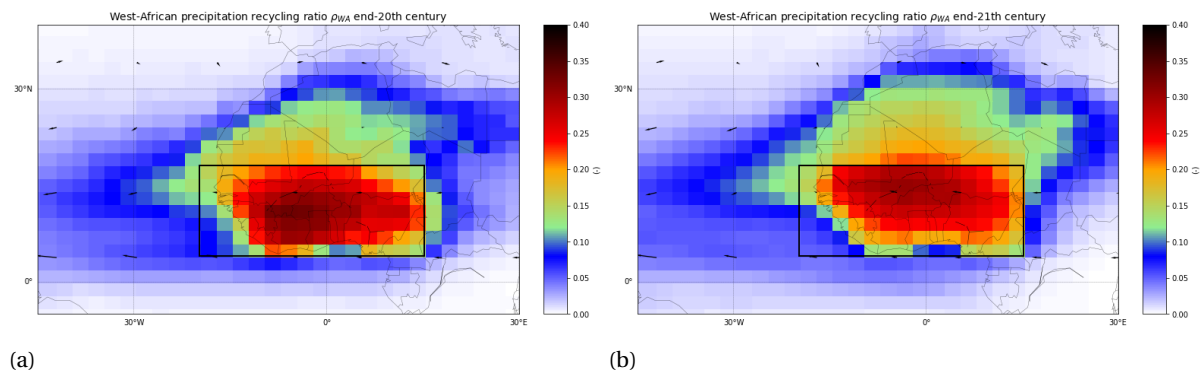 West-African precipitation recycling ratio ρWA end-20th century
30°N
0°
30°W
0°
30°E
0.40
0.35
0.30
0.25
0.20
0.15
0.10
0.05
0.00
(-)
(a)
West-African precipitation recycling ratio ρWA end-21th century
30°N
0°
30°W
0°
30°E
0.40
0.35
0.30
0.25
0.20
0.15
0.10
0.05
0.00
(-)
(b)